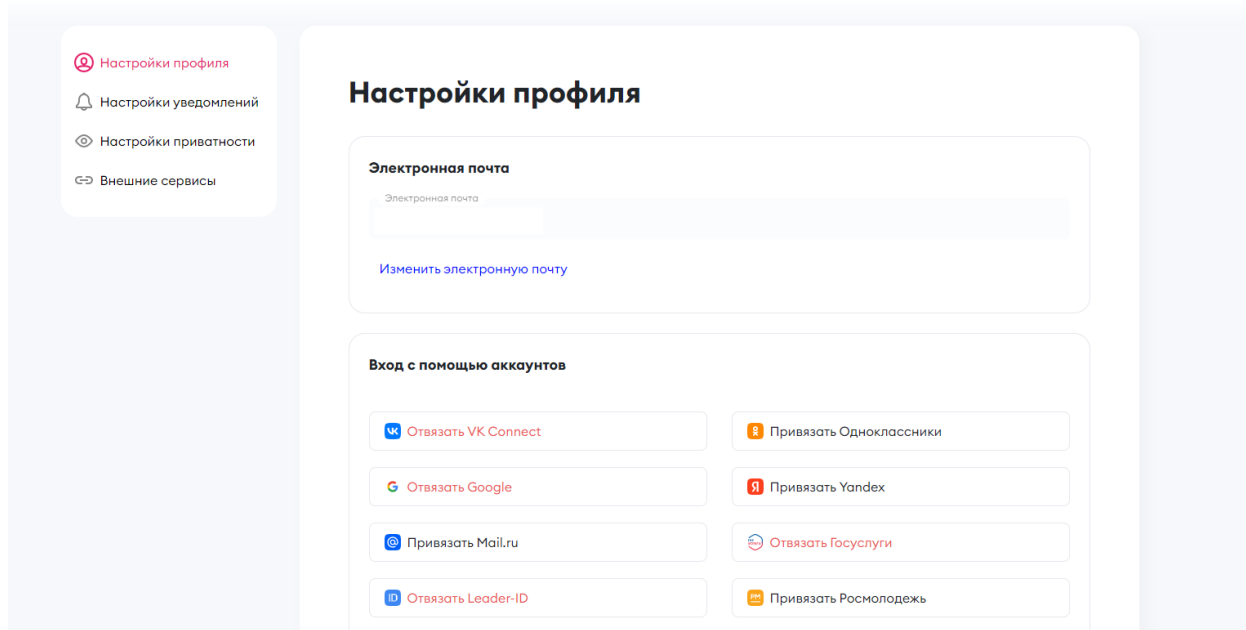 Настройки профиля
Настройки уведомлений
Настройки приватности
Внешние сервисы
Настройки профиля
Электронная почта
Электронная почта
Изменить электронную почту
Вход с помощью аккаунтов
Отвязать VK Connect
Привязать Одноклассники
Отвязать Google
Привязать Yandex
Привязать Mail.ru
Отвязать Госуслуги
ID Отвязать Leader-ID
РМ Привязать Росмолодежь